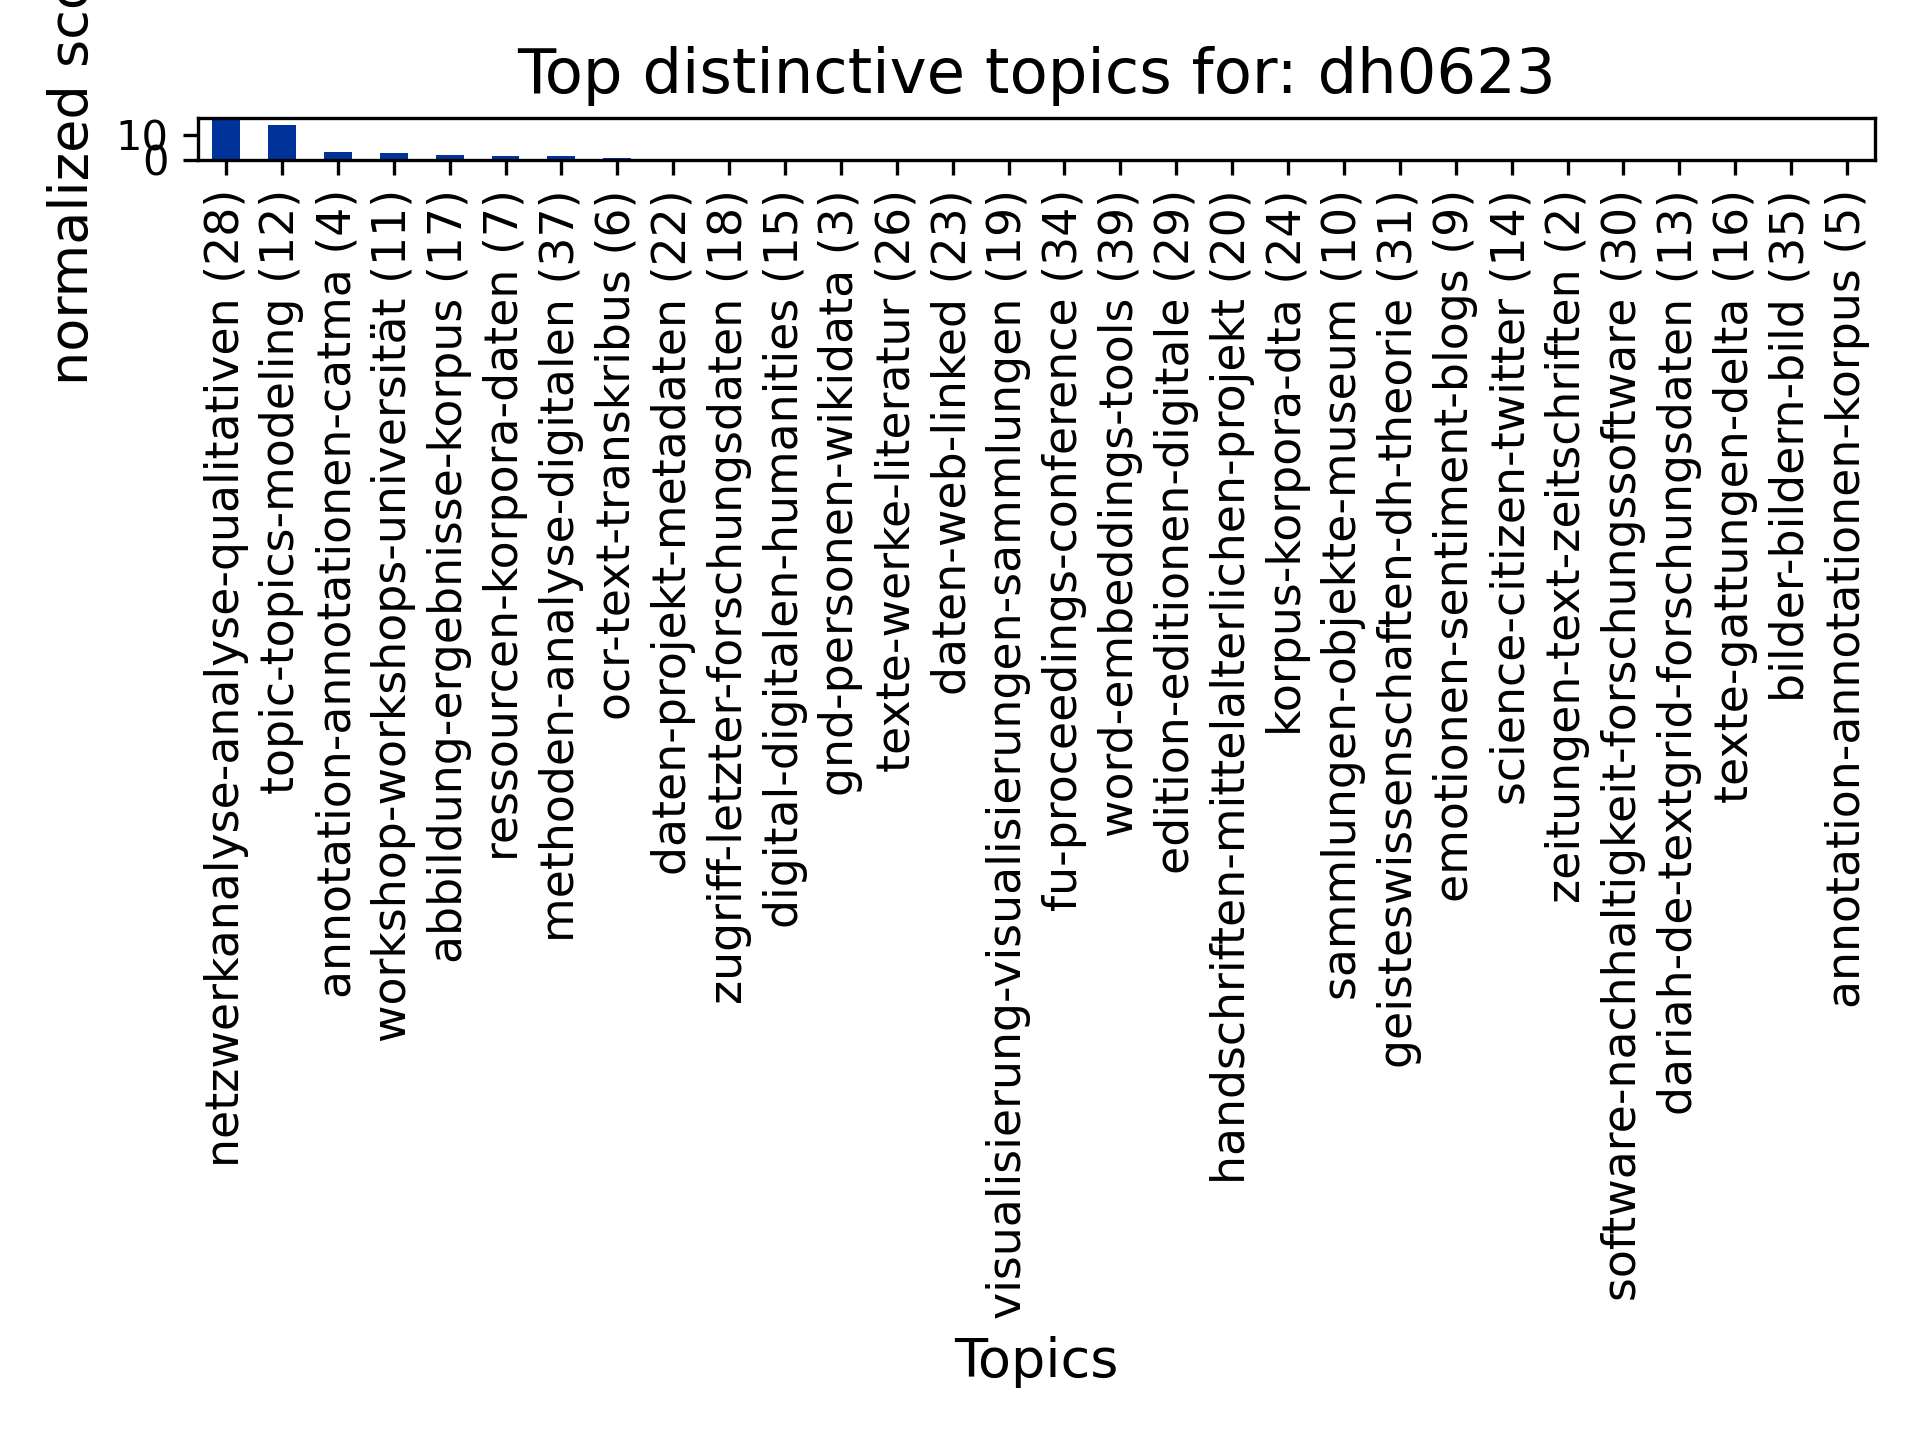 Top distinctive topics for: dh0623
normalized
10
0
netzwerkanalyse-analyse-qualitativen (28)
topic-topics-modeling (12)
annotation-annotationen-catma (4)
workshop-workshops-universität (11)
abbildung-ergebnisse-korpus (17)
ressourcen-korpora-daten (7)
methoden-analyse-digitalen (37)
ocr-text-transkribus (6)
daten-projekt-metadaten (22)
zugriff-letzter-forschungsdaten (18)
digital-digitalen-humanities (15)
gnd-personen-wikidata (3)
texte-werke-literatur (26)
daten-web-linked (23)
visualisierung-visualisierungen-sammlungen (19)
fu-proceedings-conference (34)
word-embeddings-tools (39)
edition-editionen-digitale (29)
handschriften-mittelalterlichen-projekt (20)
korpus-korpora-dta (24)
sammlungen-objekte-museum (10)
geisteswissenschaften-dh-theorie (31)
emotionen-sentiment-blogs (9)
science-citizen-twitter (14)
zeitungen-text-zeitschriften (2)
software-nachhaltigkeit-forschungssoftware (30)
dariah-de-textgrid-forschungsdaten (13)
texte-gattungen-delta (16)
bilder-bildern-bild (35)
annotation-annotationen-korpus (5)
Topics